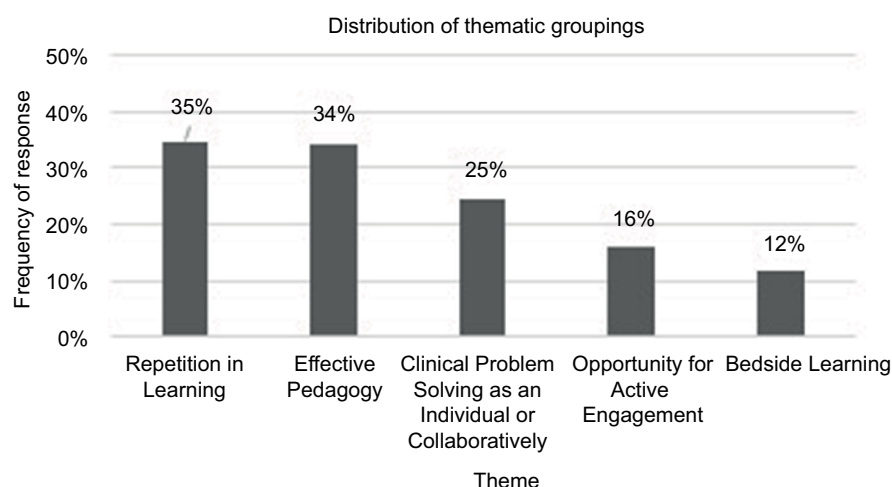 Distribution of thematic groupings
50%
40%
30%
20%
10%
0%
Frequency of response
35%
34%
25%
16%
12%
Repetition in
Learning
Effective
Pedagogy
Clinical Problem
Solving as an
Individual or
Collaboratively
Opportunity for
Active
Engagement
Bedside Learning
Theme